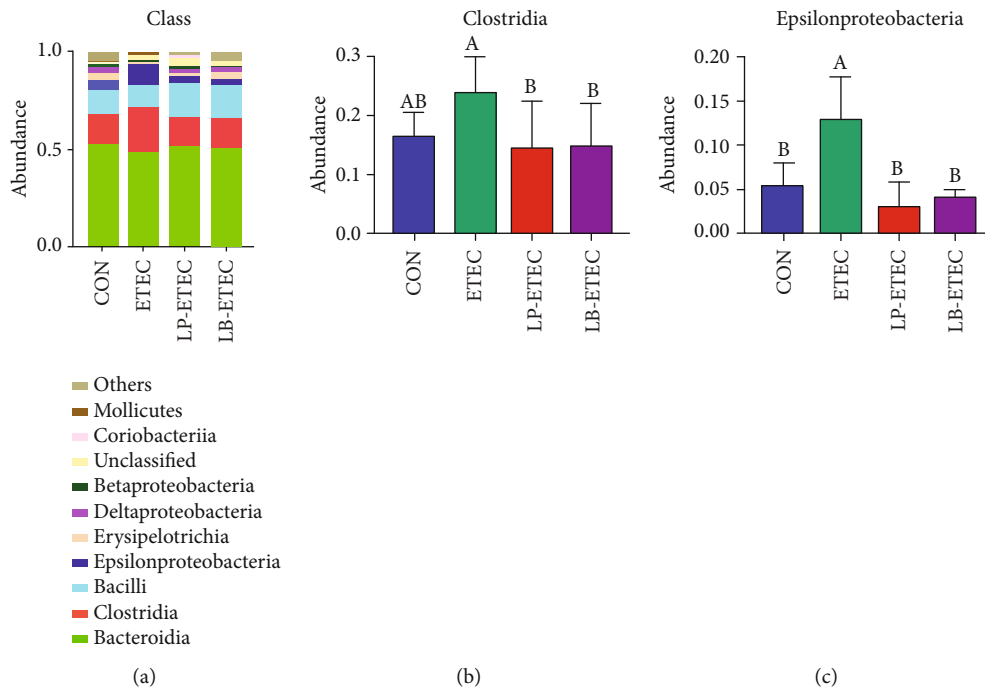 Class
Abundance
1.0
0.5
0.0
CON
ETEC
LP-ETEC
LB-ETEC
Others
Mollicutes
Coriobacteriia
Unclassified
Betaproteobacteria
Deltaproteobacteria
Erysipelotrichia
Epsilonproteobacteria
Bacilli
Clostridia
Bacteroidia
(a)
Clostridia
Abundance
0.3
0.2
0.1
0.0
AB
A
B
B
CON
ETEC
LP-ETEC
LB-ETEC
(b)
Epsilonproteobacteria
Abundance
0.20
0.15
0.10
0.05
0.00
B
A
B
B
CON
ETEC
LP-ETEC
LB-ETEC
(c)